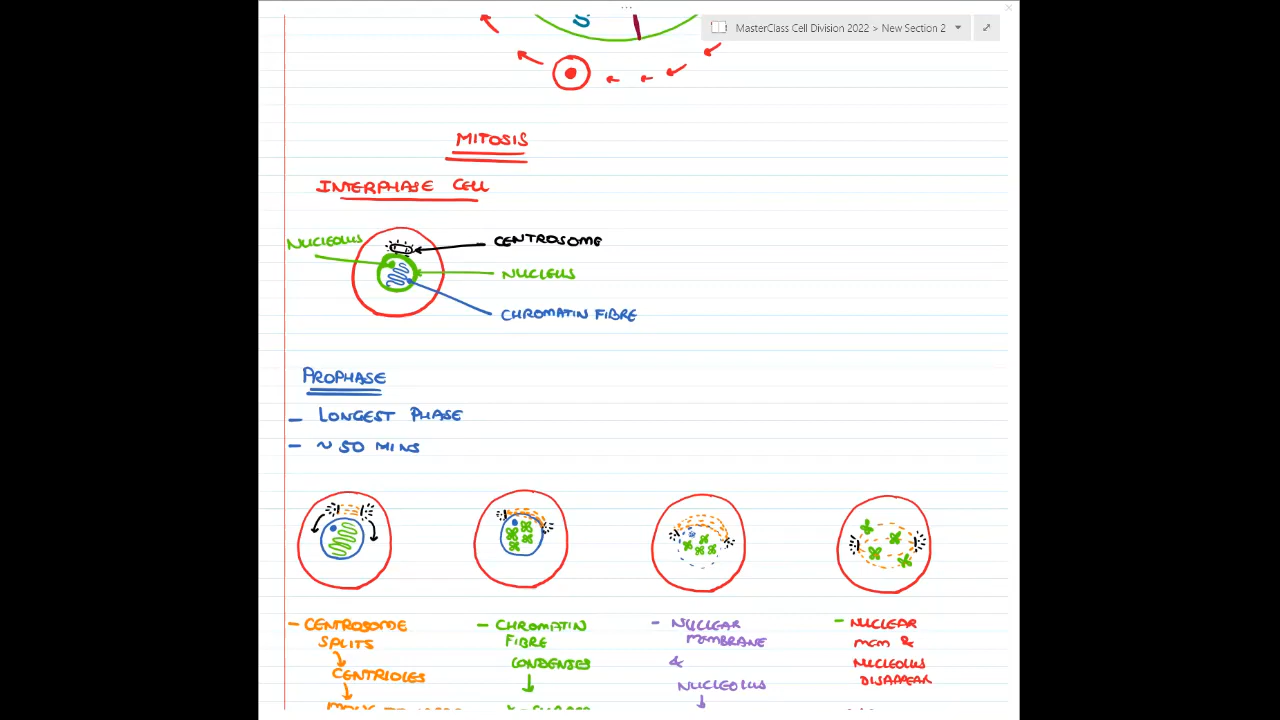 MasterClass Cell Division 2022 > New Section 2
MITOSIS
INTERPHASE CELL
NUCLEOLUS
CENTROSOME
NUCLEUS
CHROMATIN FIBRE
PROPHASE
- LONGEST PHASE
- ~ 50 MINS
- CENTROSOME
SPLITS
CENTRIOLES
- CHROMATIN
FIBRE
CONDENSES
- NUCLEAR
MEMBRANE
&
NUCLEOLUS
- NUCLEAR
MEM &
NUCLEOLUS
DISAPPEAR